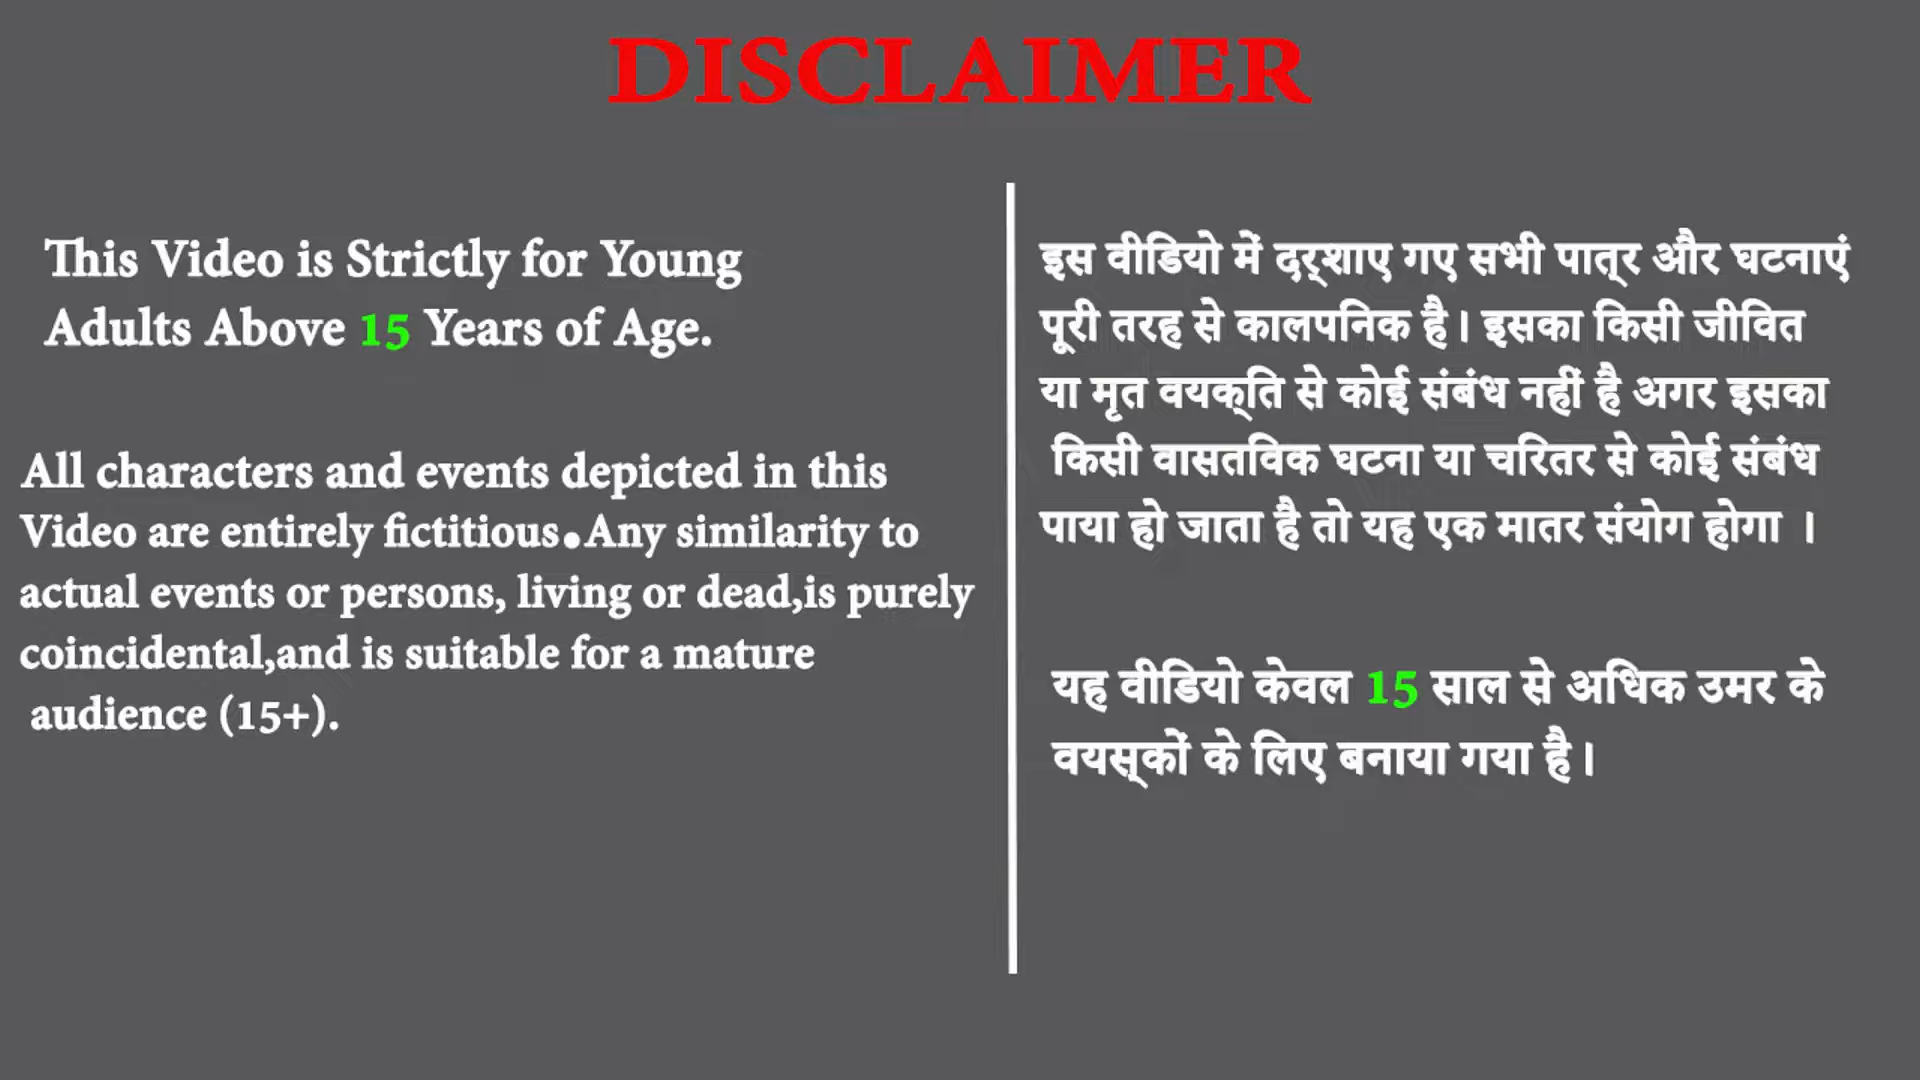 DISCLAIMER
This Video is Strictly for Young
Adults Above 15 Years of Age.
All characters and events depicted in this
Video are entirely fictitious.Any similarity to
actual events or persons, living or dead,is purely
coincidental,and is suitable for a mature
audience (15+).
इस वीडियो में दर्‌शाए गए सभी पात्‌र और घटनाएं
पूरी तरह से कालपनिक है। इसका किसी जीवित
या मृत वयक्‌ति से कोई संबंध नहीं है अगर इसका
किसी वासतविक घटना या चरितर से कोई संबंध
पाया हो जाता है तो यह एक मातर संयोग होगा ।
यह वीडियो केवल 15 साल से अधिक उमर के
वयस्‌कों के लिए बनाया गया है।